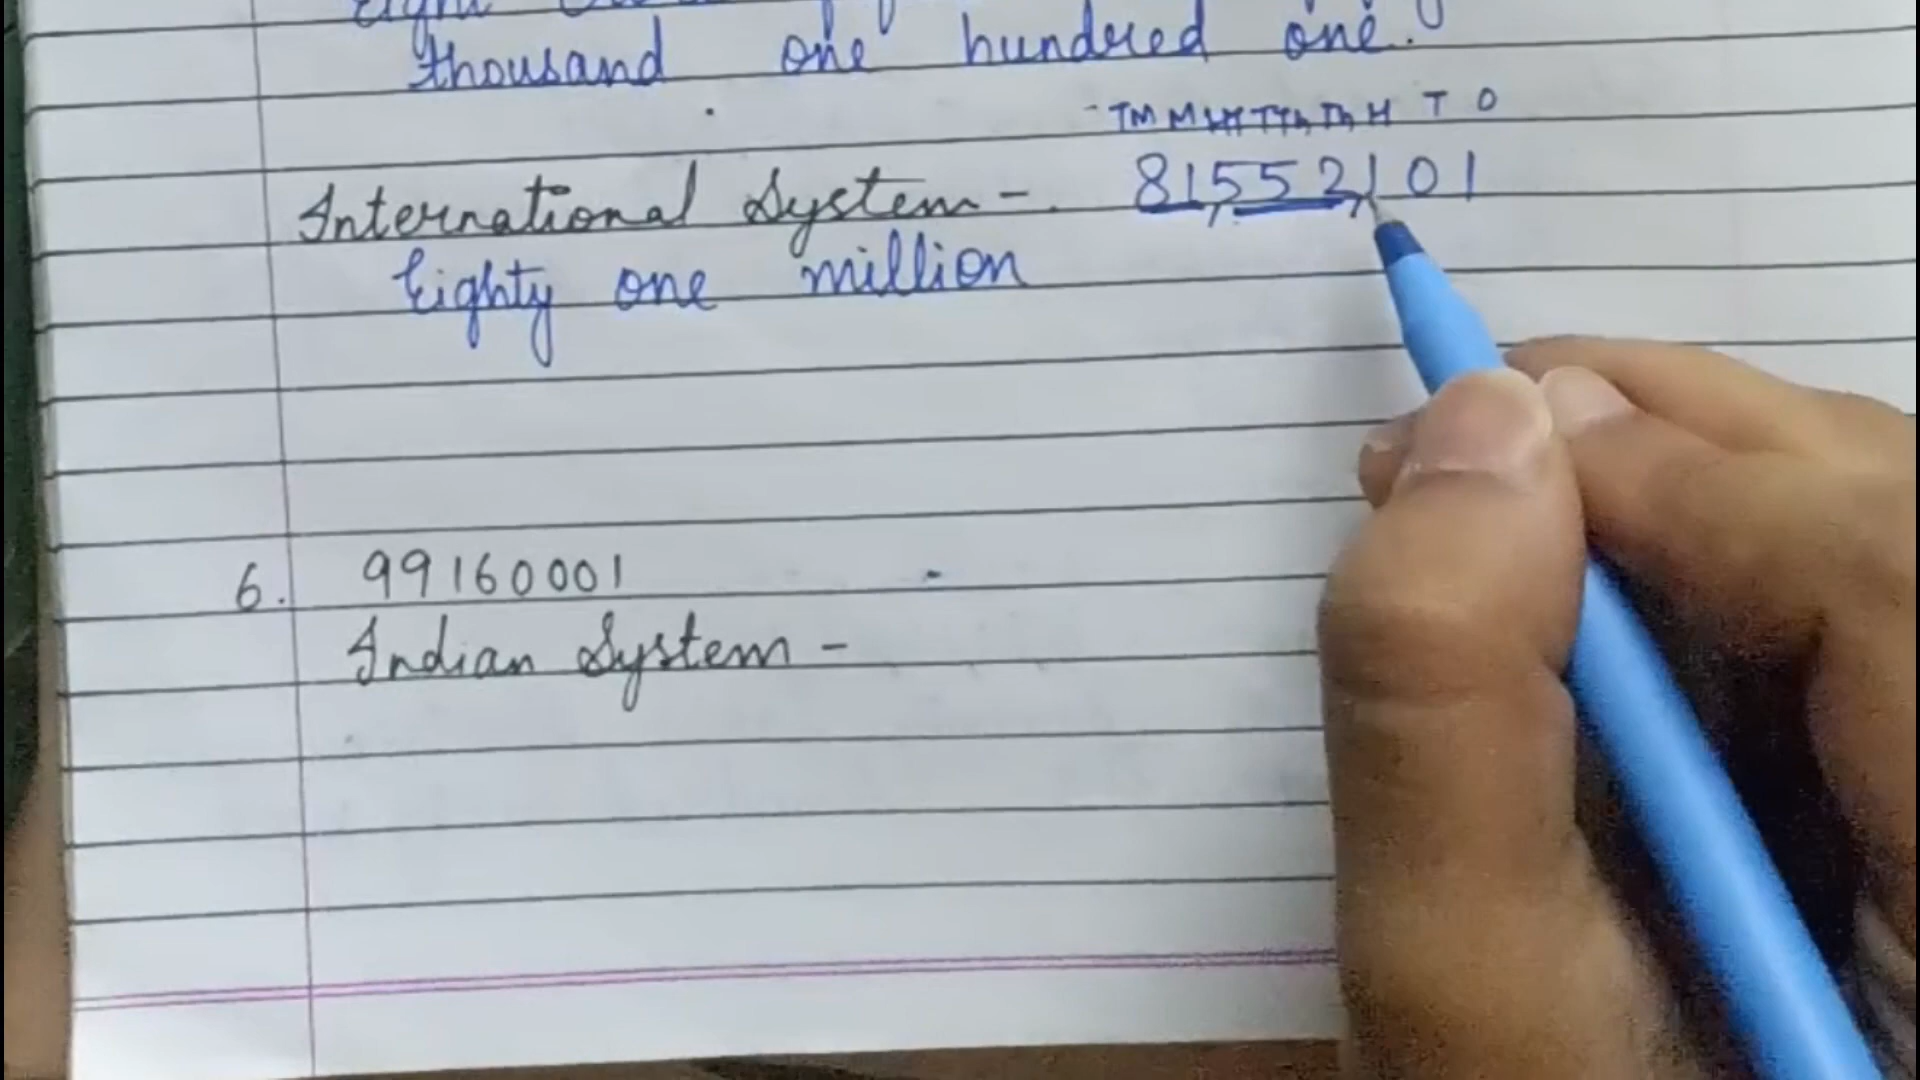 Eight
thousand one hundred one.
TM M HTh TTh Th H T O
International System - 81,552,101
Eighty one million
6. 99160001
Indian System -